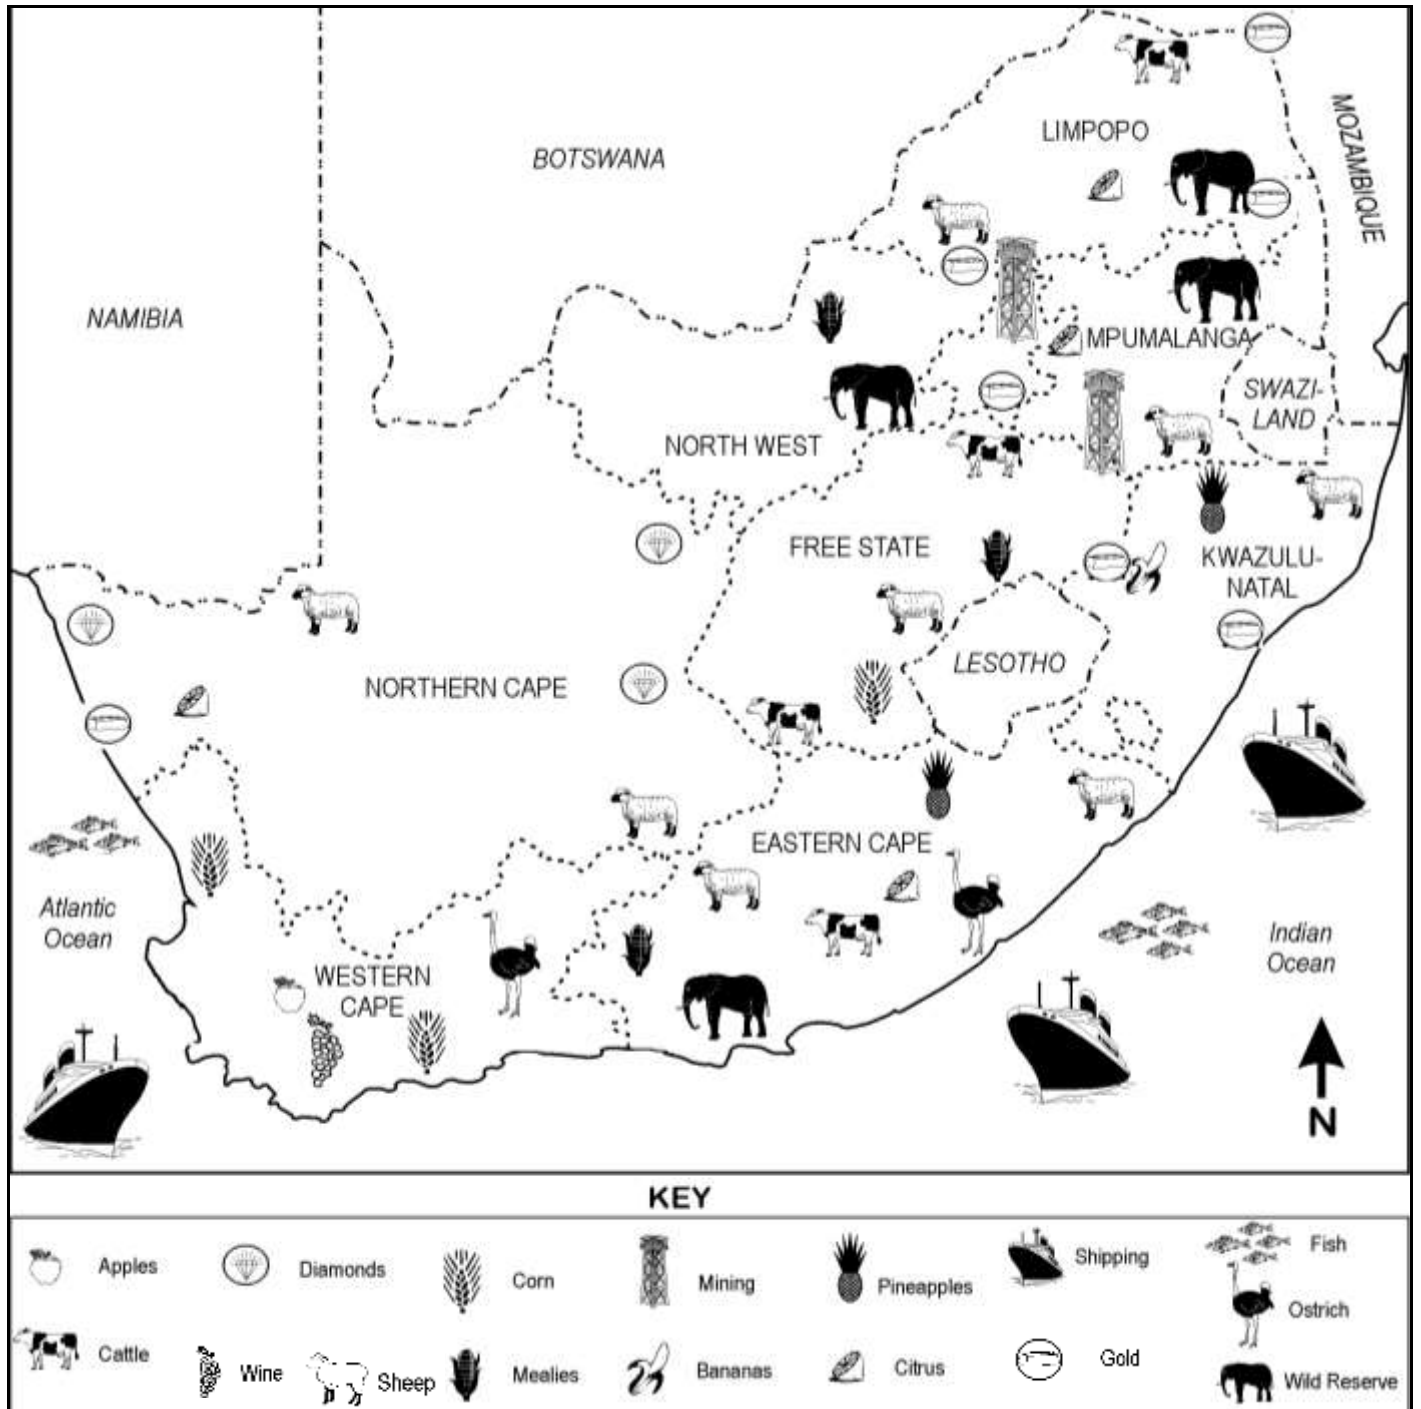 BOTSWANA
LIMPOPO
MOZAMBIQUE
NAMIBIA
MPUMALANGA
SWAZI-
LAND
NORTH WEST
FREE STATE
KWAZULU-
NATAL
LESOTHO
NORTHERN CAPE
EASTERN CAPE
Atlantic
Ocean
Indian
Ocean
WESTERN
CAPE
N
KEY
Apples
Diamonds
Corn
Mining
Pineapples
Shipping
Fish
Ostrich
Cattle
Wine
Sheep
Mealies
Bananas
Citrus
Gold
Wild Reserve